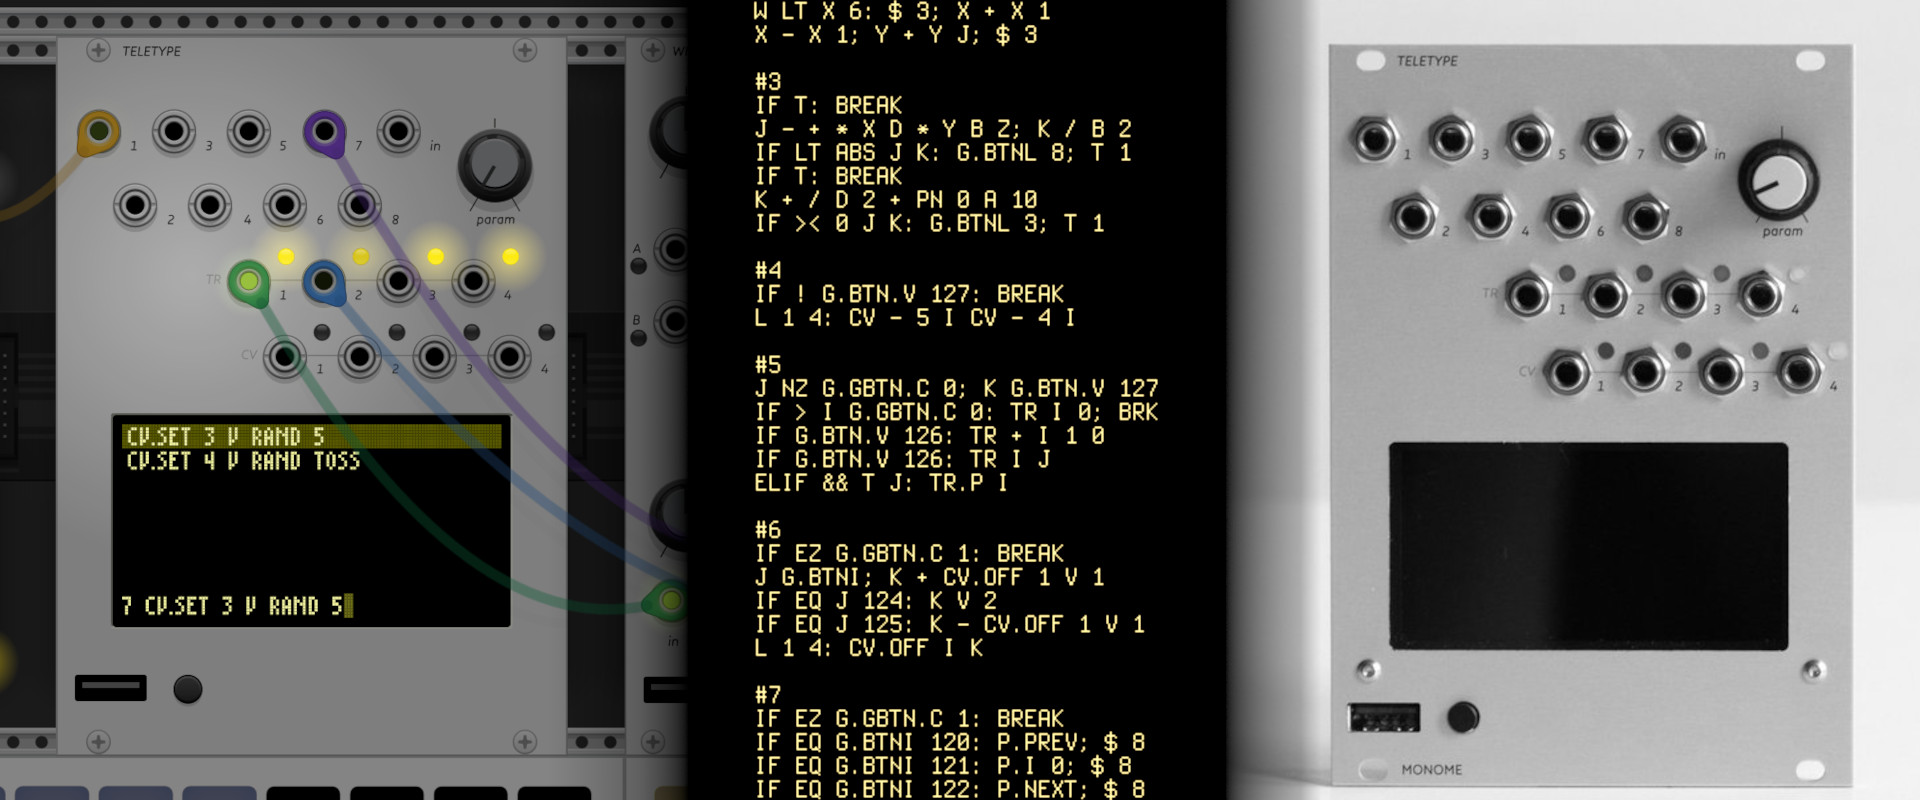 TELETYPE
1
3
5
7
in
2
4
6
8
param
TR
1
2
3
4
CV
1
2
3
4
CV.SET 3 V RAND 5
CV.SET 4 V RAND TOSS
7 CV.SET 3 V RAND 5
W
A
B
in
W LT X 6: $ 3; X + X 1
X - X 1; Y + Y J; $ 3
#3
IF T: BREAK
J - + * X D * Y B Z; K / B 2
IF LT ABS J K: G.BTNL 8; T 1
IF T: BREAK
K + / D 2 + PN 0 A 10
IF >< 0 J K: G.BTNL 3; T 1
#4
IF ! G.BTN.V 127: BREAK
L 1 4: CV - 5 I CV - 4 I
#5
J NZ G.GBTN.C 0; K G.BTN.V 127
IF > I G.GBTN.C 0: TR I 0; BRK
IF G.BTN.V 126: TR + I 1 0
IF G.BTN.V 126: TR I J
ELIF && T J: TR.P I
#6
IF EZ G.GBTN.C 1: BREAK
J G.BTNI; K + CV.OFF 1 V 1
IF EQ J 124: K V 2
IF EQ J 125: K - CV.OFF 1 V 1
L 1 4: CV.OFF I K
#7
IF EZ G.GBTN.C 1: BREAK
IF EQ G.BTNI 120: P.PREV; $ 8
IF EQ G.BTNI 121: P.I 0; $ 8
IF EQ G.BTNI 122: P.NEXT; $ 8
TELETYPE
1
3
5
7
in
2
4
6
8
param
TR
1
2
3
4
CV
1
2
3
4
MONOME